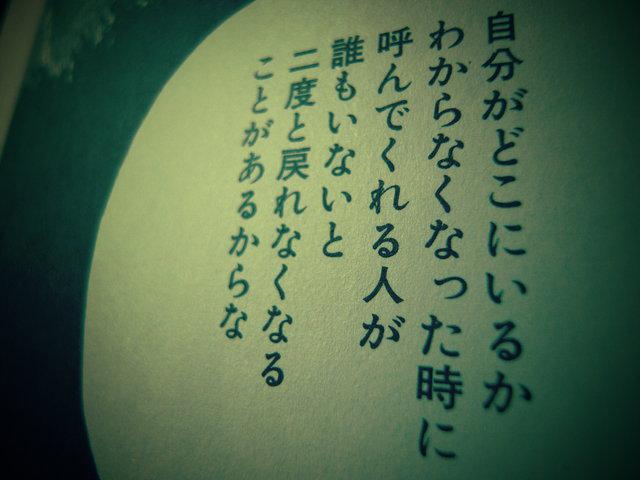 自分がどこにいるか
わからなくなった時に
呼んでくれる人が
誰もいないと
二度と戻れなくなる
ことがあるからな